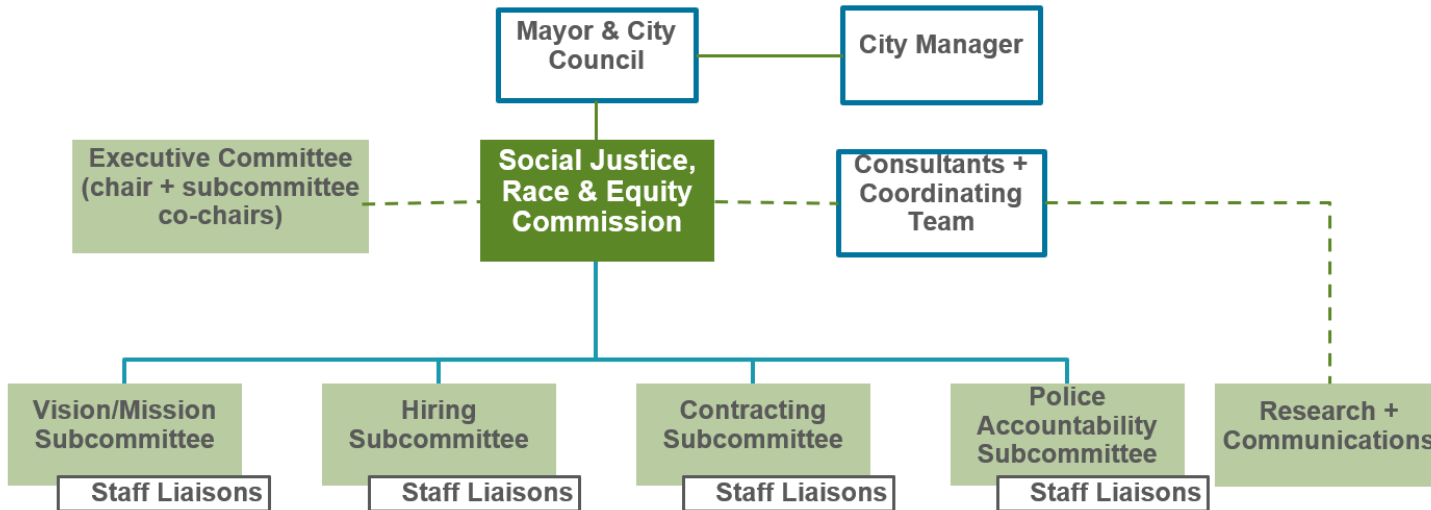 Mayor & City
Council
City Manager
Executive Committee
(chair + subcommittee
co-chairs)
Social Justice,
Race & Equity
Commission
Consultants +
Coordinating
Team
Vision/Mission
Subcommittee
Staff Liaisons
Hiring
Subcommittee
Staff Liaisons
Contracting
Subcommittee
Staff Liaisons
Police
Accountability
Subcommittee
Staff Liaisons
Research +
Communications